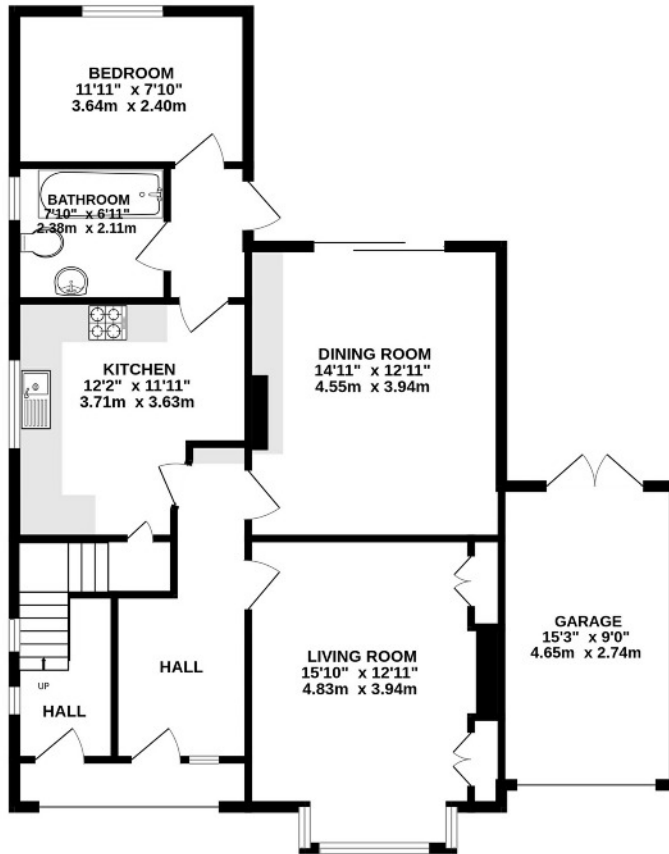 BEDROOM
11'11" x 7'10"
3.64m x 2.40m
BATHROOM
7'10" x 6'11"
2.38m x 2.11m
KITCHEN
12'2" x 11'11"
3.71m x 3.63m
DINING ROOM
14'11" x 12'11"
4.55m x 3.94m
GARAGE
15'3" x 9'0"
4.65m x 2.74m
LIVING ROOM
15'10" x 12'11"
4.83m x 3.94m
HALL
UP
HALL